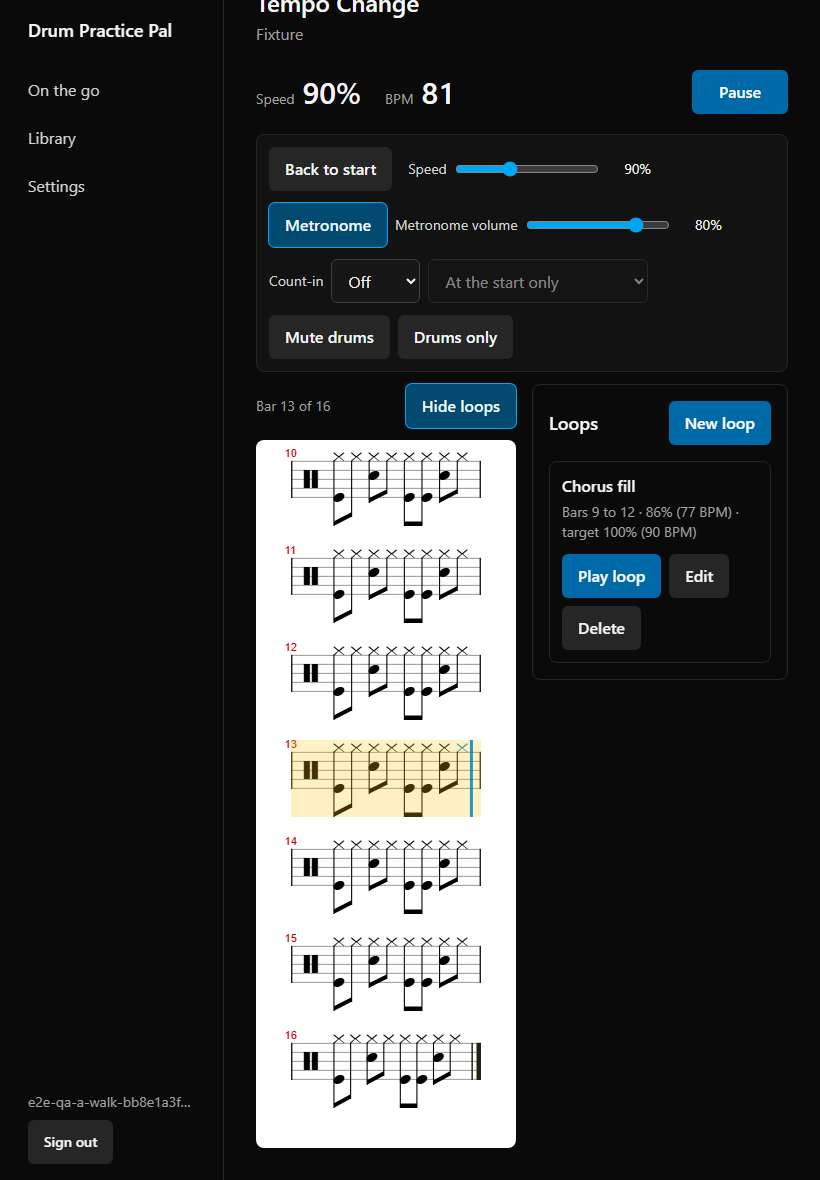 Drum Practice Pal
On the go
Library
Settings
e2e-qa-a-walk-bb8e1a3f...
Sign out
Tempo Change
Fixture
Speed 90% BPM 81
Pause
Back to start Speed 90%
Metronome Metronome volume 80%
Count-in Off At the start only
Mute drums Drums only
Bar 13 of 16 Hide loops
10
11
12
13
14
15
16
Loops New loop
Chorus fill
Bars 9 to 12 · 86% (77 BPM) ·
target 100% (90 BPM)
Play loop Edit
Delete